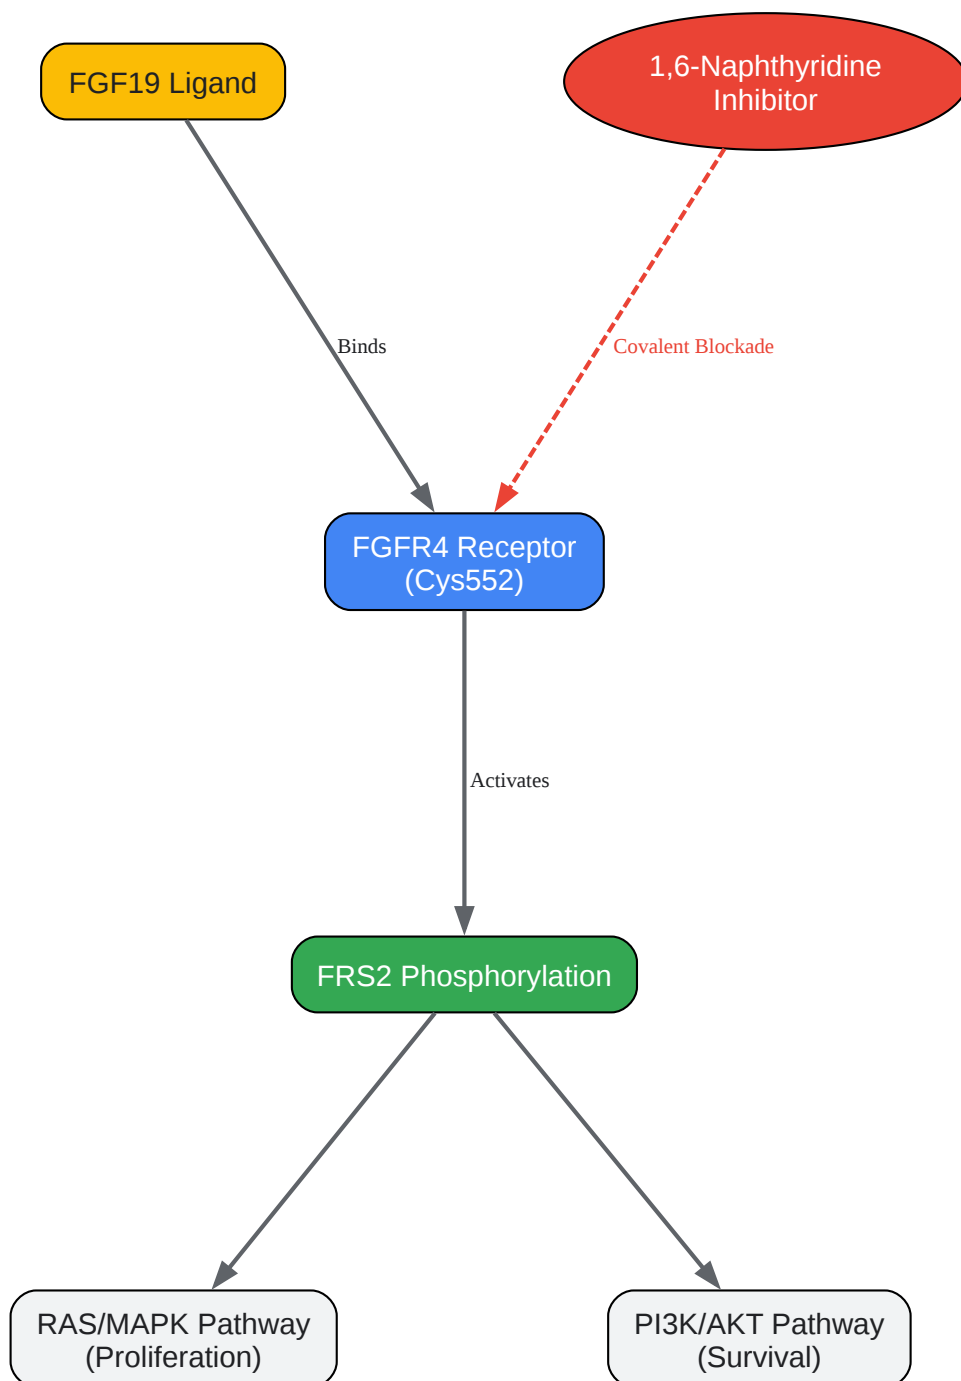 FGF19 Ligand
1,6-Naphthyridine
Inhibitor
Binds
Covalent Blockade
FGFR4 Receptor
(Cys552)
Activates
FRS2 Phosphorylation
RAS/MAPK Pathway
(Proliferation)
PI3K/AKT Pathway
(Survival)